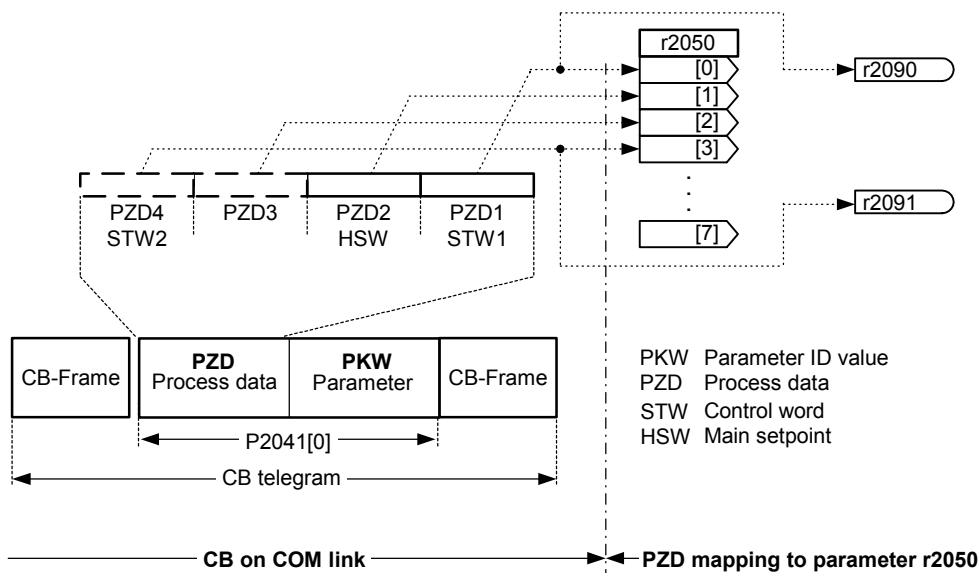 r2050
[0]
[1]
[2]
[3]
[7]
r2090
r2091
PZD4 PZD3 PZD2 PZD1
STW2 HSW STW1
CB-Frame PZD Process data PKW Parameter CB-Frame
P2041[0]
CB telegram
PKW Parameter ID value
PZD Process data
STW Control word
HSW Main setpoint
CB on COM link
PZD mapping to parameter r2050